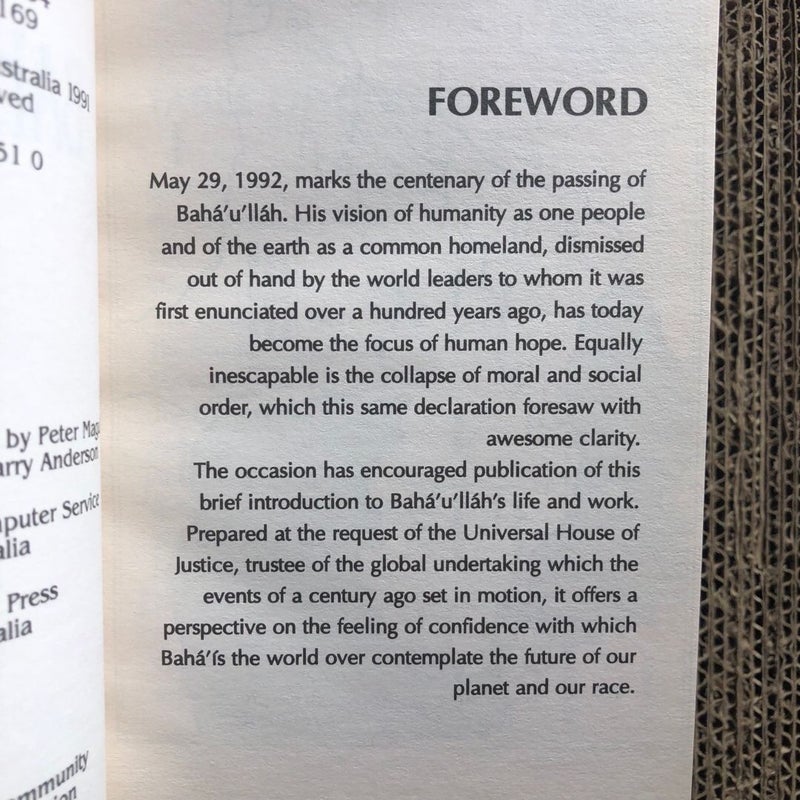 169
stralia 1991
ved
51 0
by Peter
arry Anderson
mputer Service
alia
Press
alia
ommunity
FOREWORD
May 29, 1992, marks the centenary of the passing of
Bahá'u'lláh. His vision of humanity as one people
and of the earth as a common homeland, dismissed
out of hand by the world leaders to whom it was
first enunciated over a hundred years ago, has today
become the focus of human hope. Equally
inescapable is the collapse of moral and social
order, which this same declaration foresaw with
awesome clarity.
The occasion has encouraged publication of this
brief introduction to Bahá'u'lláh's life and work.
Prepared at the request of the Universal House of
Justice, trustee of the global undertaking which the
events of a century ago set in motion, it offers a
perspective on the feeling of confidence with which
Bahá'ís the world over contemplate the future of our
planet and our race.